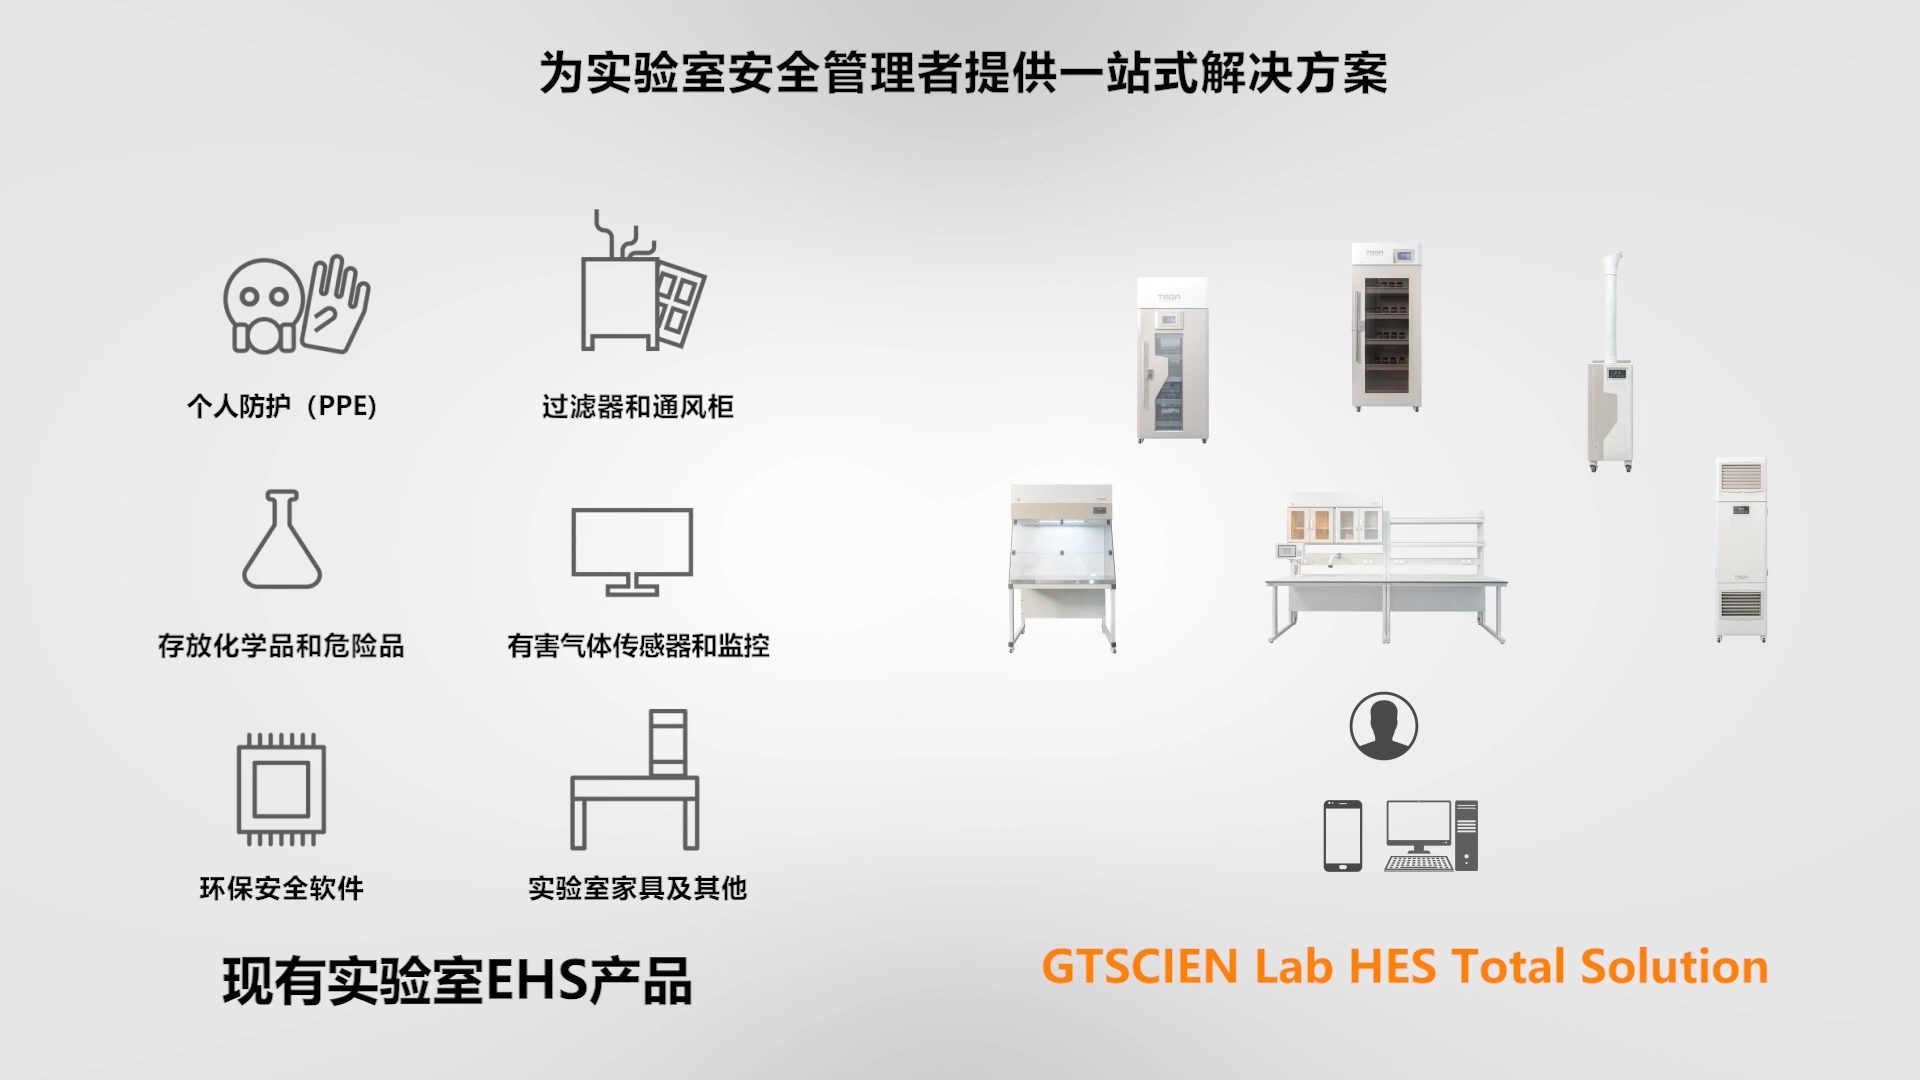 为实验室安全管理者提供一站式解决方案
个人防护（PPE）
过滤器和通风柜
存放化学品和危险品
有害气体传感器和监控
环保安全软件
实验室家具及其他
现有实验室EHS产品
TOGA
TOGA
GTSCIEN Lab HES Total Solution